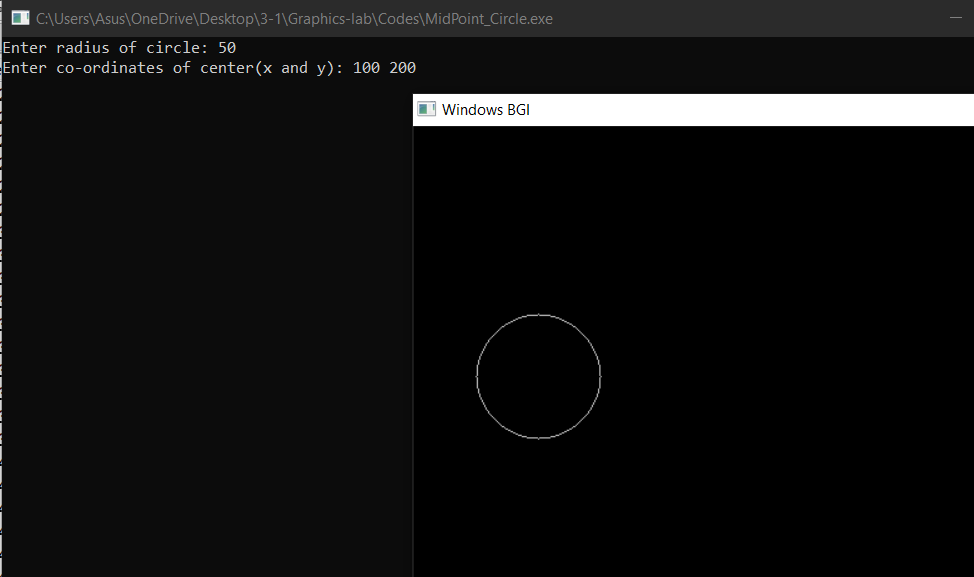 C:\Users\Asus\OneDrive\Desktop\3-1\Graphics-lab\Codes\MidPoint_Circle.exe
Enter radius of circle: 50
Enter co-ordinates of center(x and y): 100 200
Windows BGI